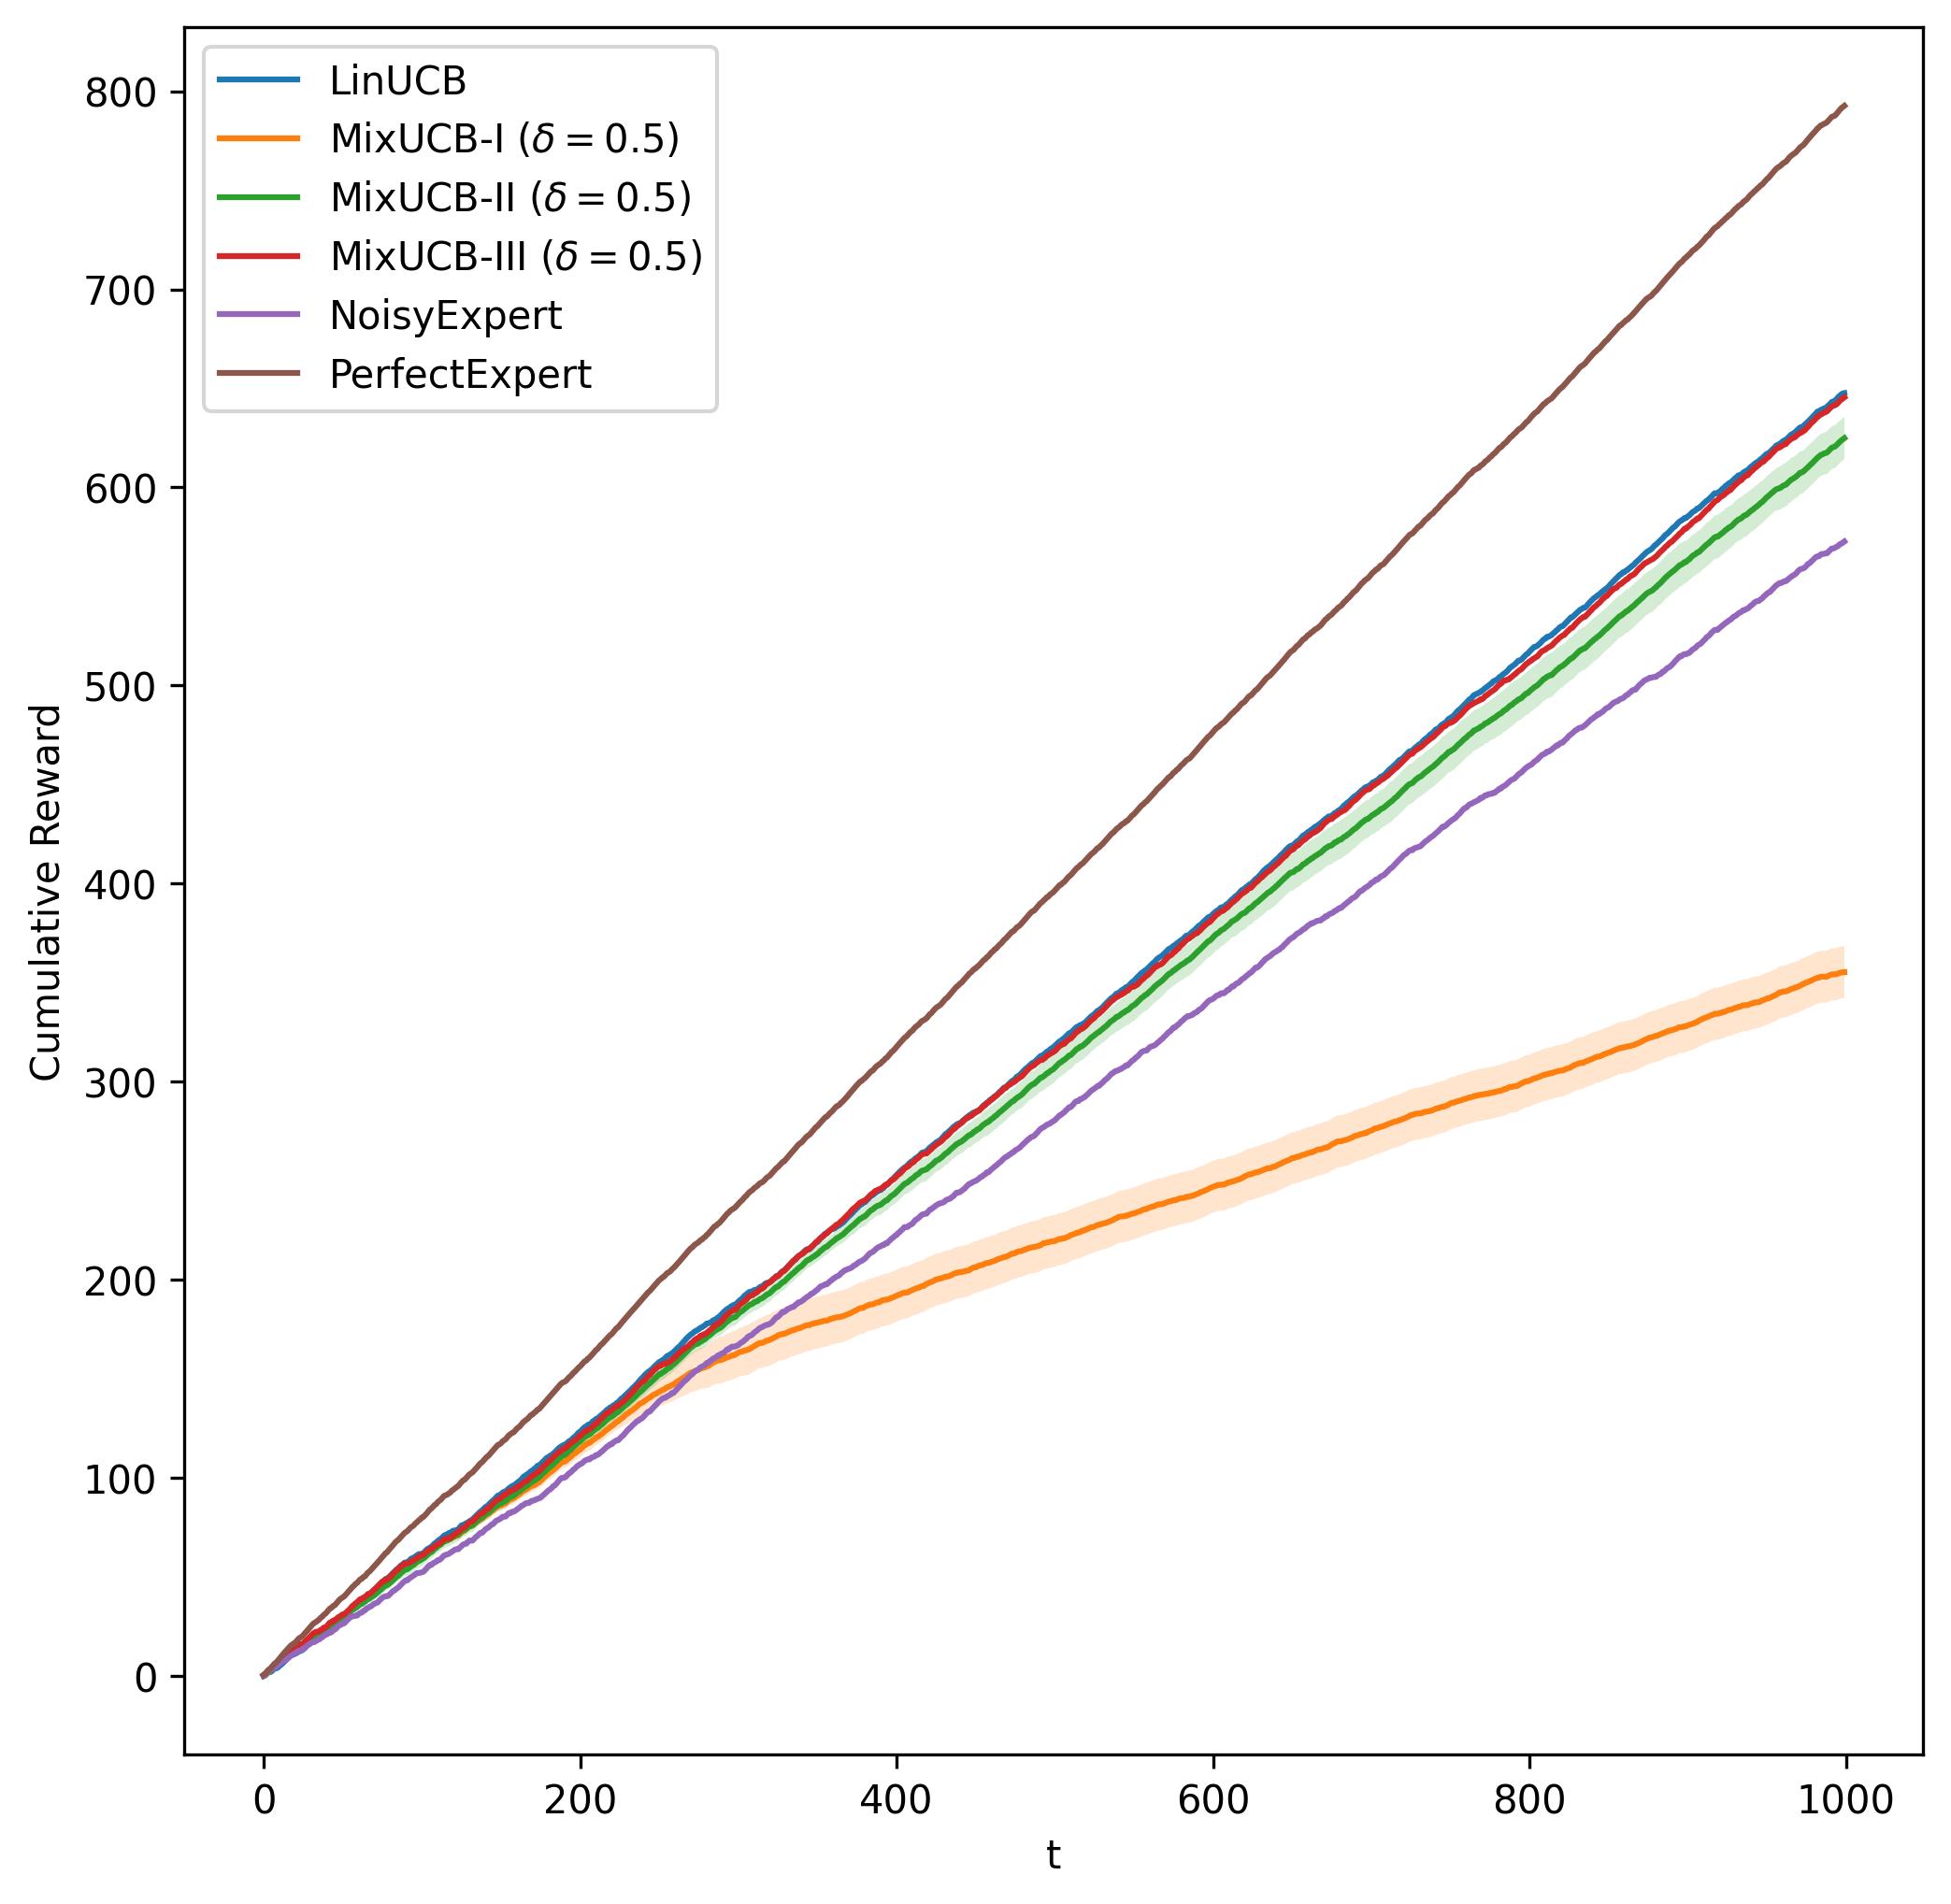 LinUCB
MixUCB-I (δ = 0.5)
MixUCB-II (δ = 0.5)
MixUCB-III (δ = 0.5)
NoisyExpert
PerfectExpert
Cumulative Reward
800
700
600
500
400
300
200
100
0
0 200 400 600 800 1000
t